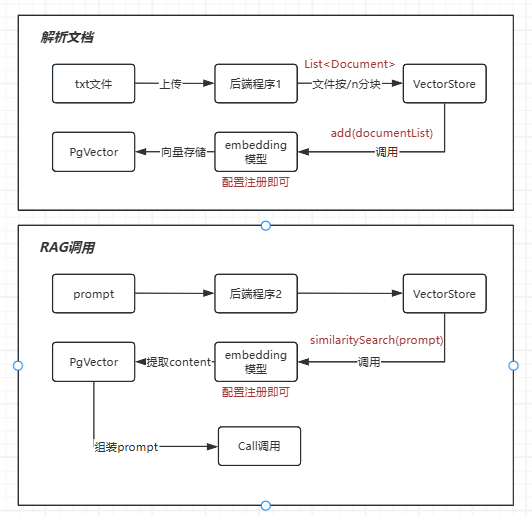 解析文档
List<Document>
txt文件
上传
后端程序1
文件按/n分块
VectorStore
add(documentList)
PgVector
向量存储
embedding
模型
调用
配置注册即可
RAG调用
prompt
后端程序2
VectorStore
similaritySearch(prompt)
PgVector
提取content
embedding
模型
调用
配置注册即可
组装prompt
Call调用